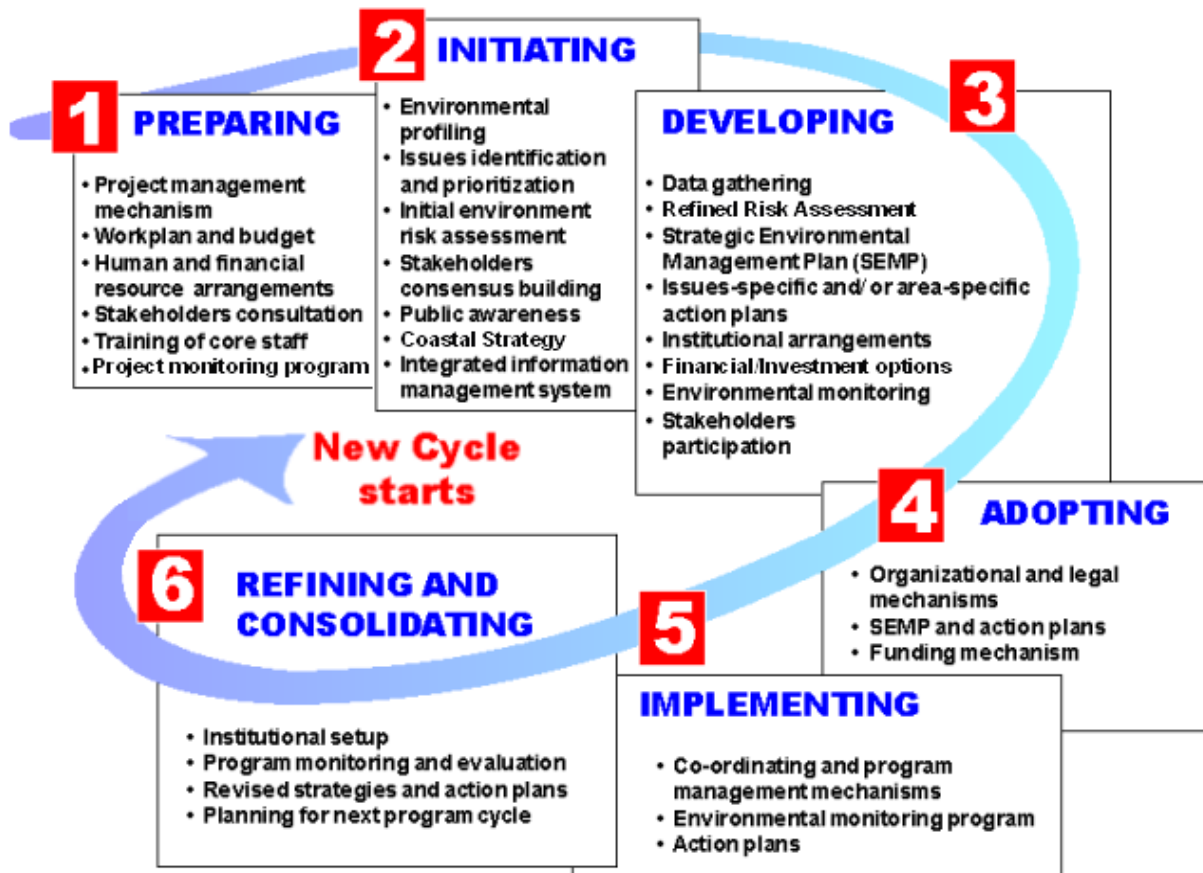 1
PREPARING
• Project management
mechanism
• Workplan and budget
• Human and financial
resource arrangements
• Stakeholders consultation
• Training of core staff
• Project monitoring program
2
INITIATING
• Environmental
profiling
• Issues identification
and prioritization
• Initial environment
risk assessment
• Stakeholders
consensus building
• Public awareness
• Coastal Strategy
• Integrated information
management system
3
DEVELOPING
• Data gathering
• Refined Risk Assessment
• Strategic Environmental
Management Plan (SEMP)
• Issues-specific and/ or area-specific
action plans
• Institutional arrangements
• Financial/Investment options
• Environmental monitoring
• Stakeholders
participation
4
ADOPTING
• Organizational and legal
mechanisms
• SEMP and action plans
• Funding mechanism
5
IMPLEMENTING
• Co-ordinating and program
management mechanisms
• Environmental monitoring program
• Action plans
6
REFINING AND
CONSOLIDATING
• Institutional setup
• Program monitoring and evaluation
• Revised strategies and action plans
• Planning for next program cycle
New Cycle
starts